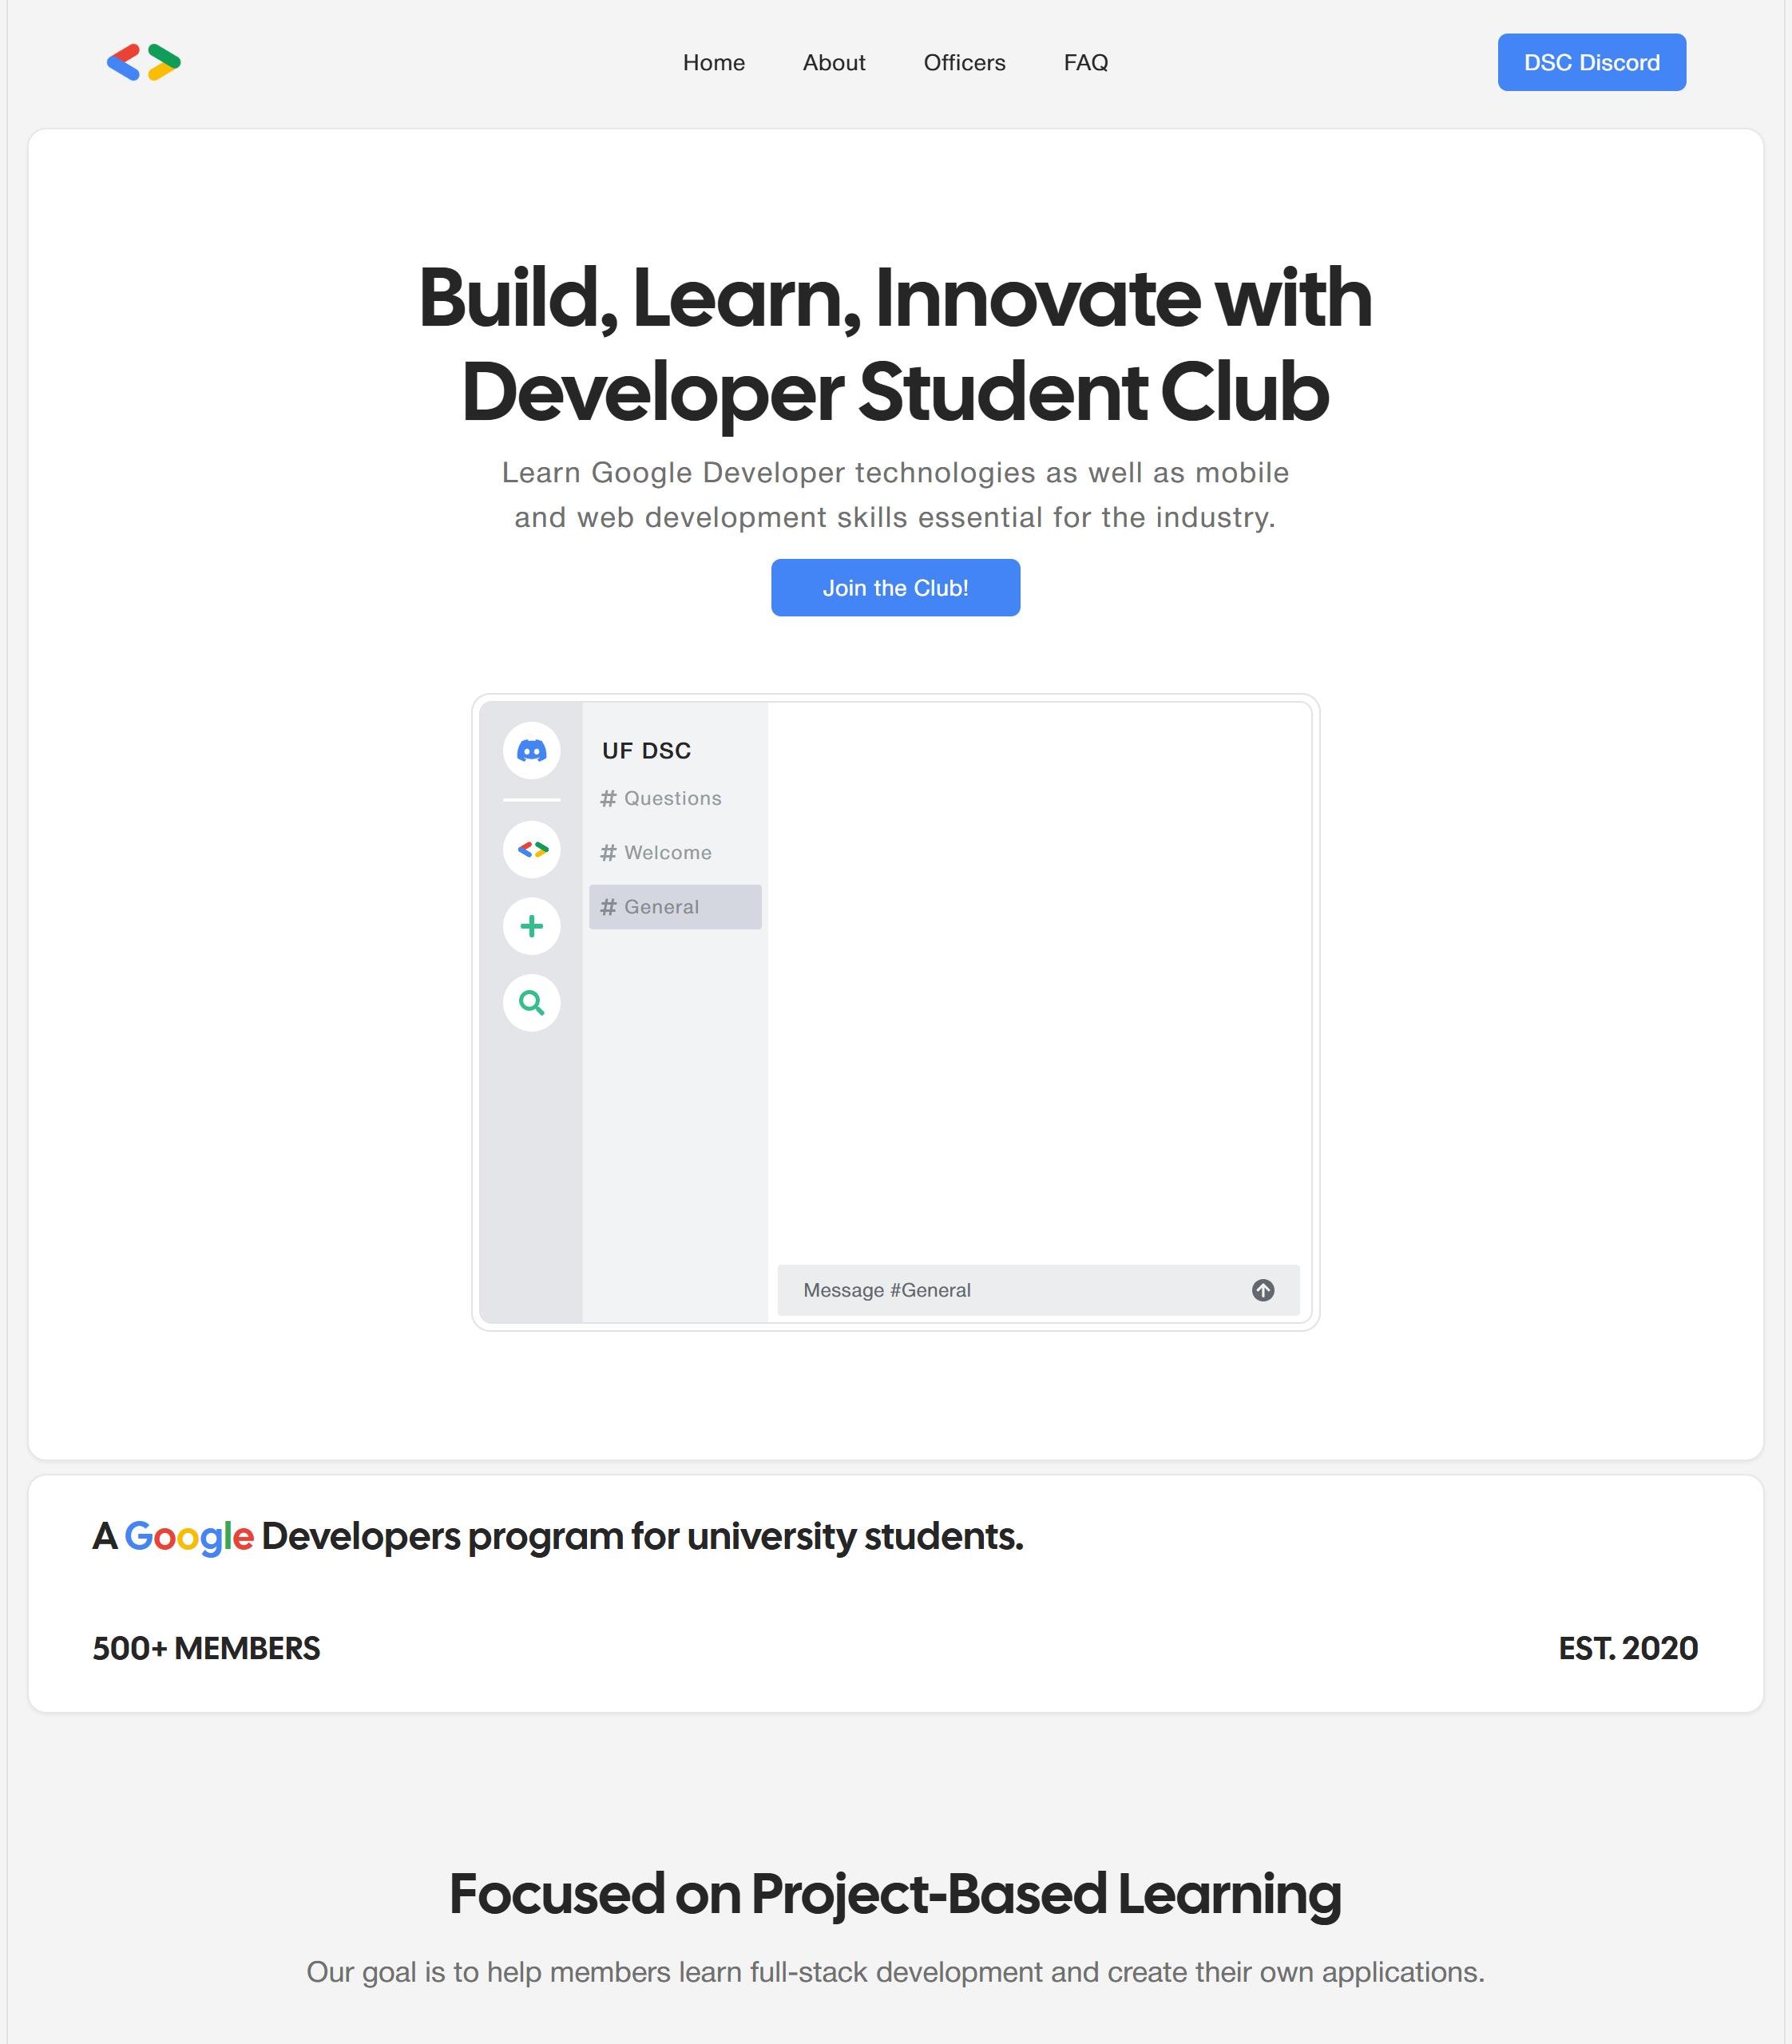 Home About Officers FAQ DSC Discord
Build, Learn, Innovate with
Developer Student Club
Learn Google Developer technologies as well as mobile
and web development skills essential for the industry.
Join the Club!
UF DSC
# Questions
# Welcome
# General
Message #General
A Google Developers program for university students.
500+ MEMBERS
EST. 2020
Focused on Project-Based Learning
Our goal is to help members learn full-stack development and create their own applications.